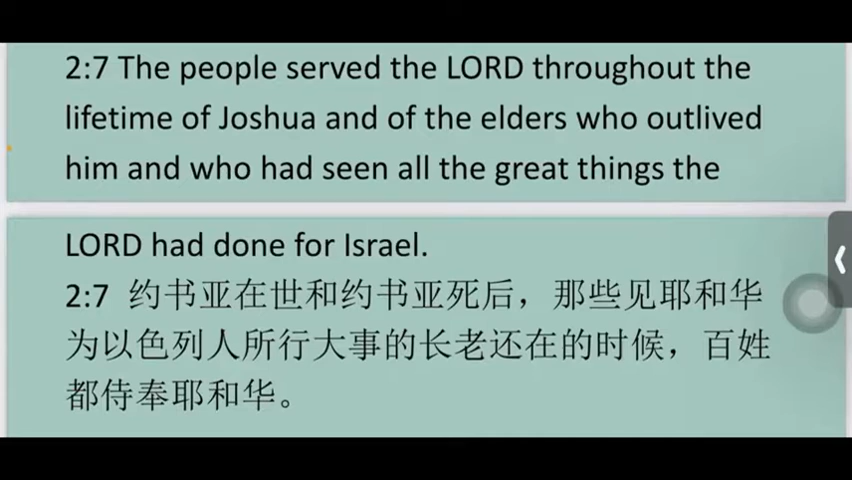 2:7 The people served the LORD throughout the
lifetime of Joshua and of the elders who outlived
him and who had seen all the great things the
LORD had done for Israel.
2:7 约书亚在世和约书亚死后，那些见耶和华
为以色列人所行大事的长老还在的时候，百姓
都侍奉耶和华。